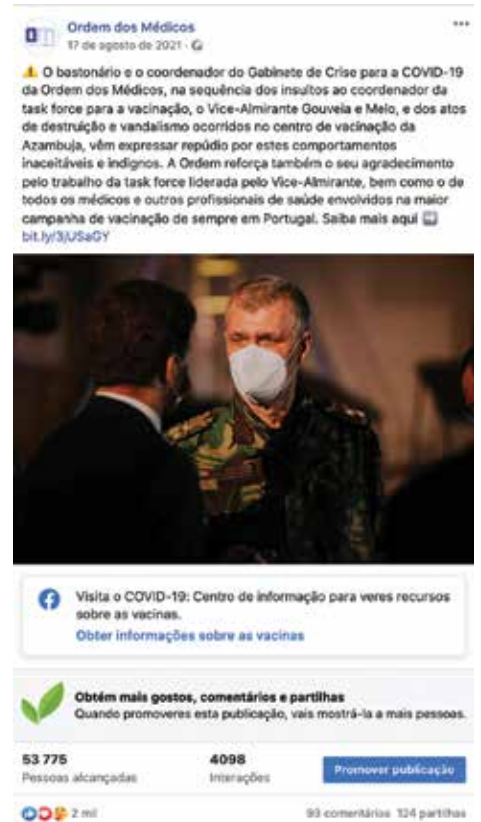 Ordem dos Médicos
17 de agosto de 2021 ·
O bastonário e o coordenador do Gabinete de Crise para a COVID-19
da Ordem dos Médicos, na sequência dos insultos ao coordenador da
task force para a vacinação, o Vice-Almirante Gouveia e Melo, e dos atos
de destruição e vandalismo ocorridos no centro de vacinação da
Azambuja, vêm expressar repúdio por estes comportamentos
inaceitáveis e indignos. A Ordem reforça também o seu agradecimento
pelo trabalho da task force liderada pelo Vice-Almirante, bem como o de
todos os médicos e outros profissionais de saúde envolvidos na maior
campanha de vacinação de sempre em Portugal. Saiba mais aqui
bit.ly/3jUSaGY
Visita o COVID-19: Centro de informação para veres recursos
sobre as vacinas.
Obter informações sobre as vacinas
Obtém mais gostos, comentários e partilhas
Quando promoveres esta publicação, vais mostrá-la a mais pessoas.
53 775
Pessoas alcançadas
4098
Interações
Promover publicação
2 mil
93 comentários 124 partilhas